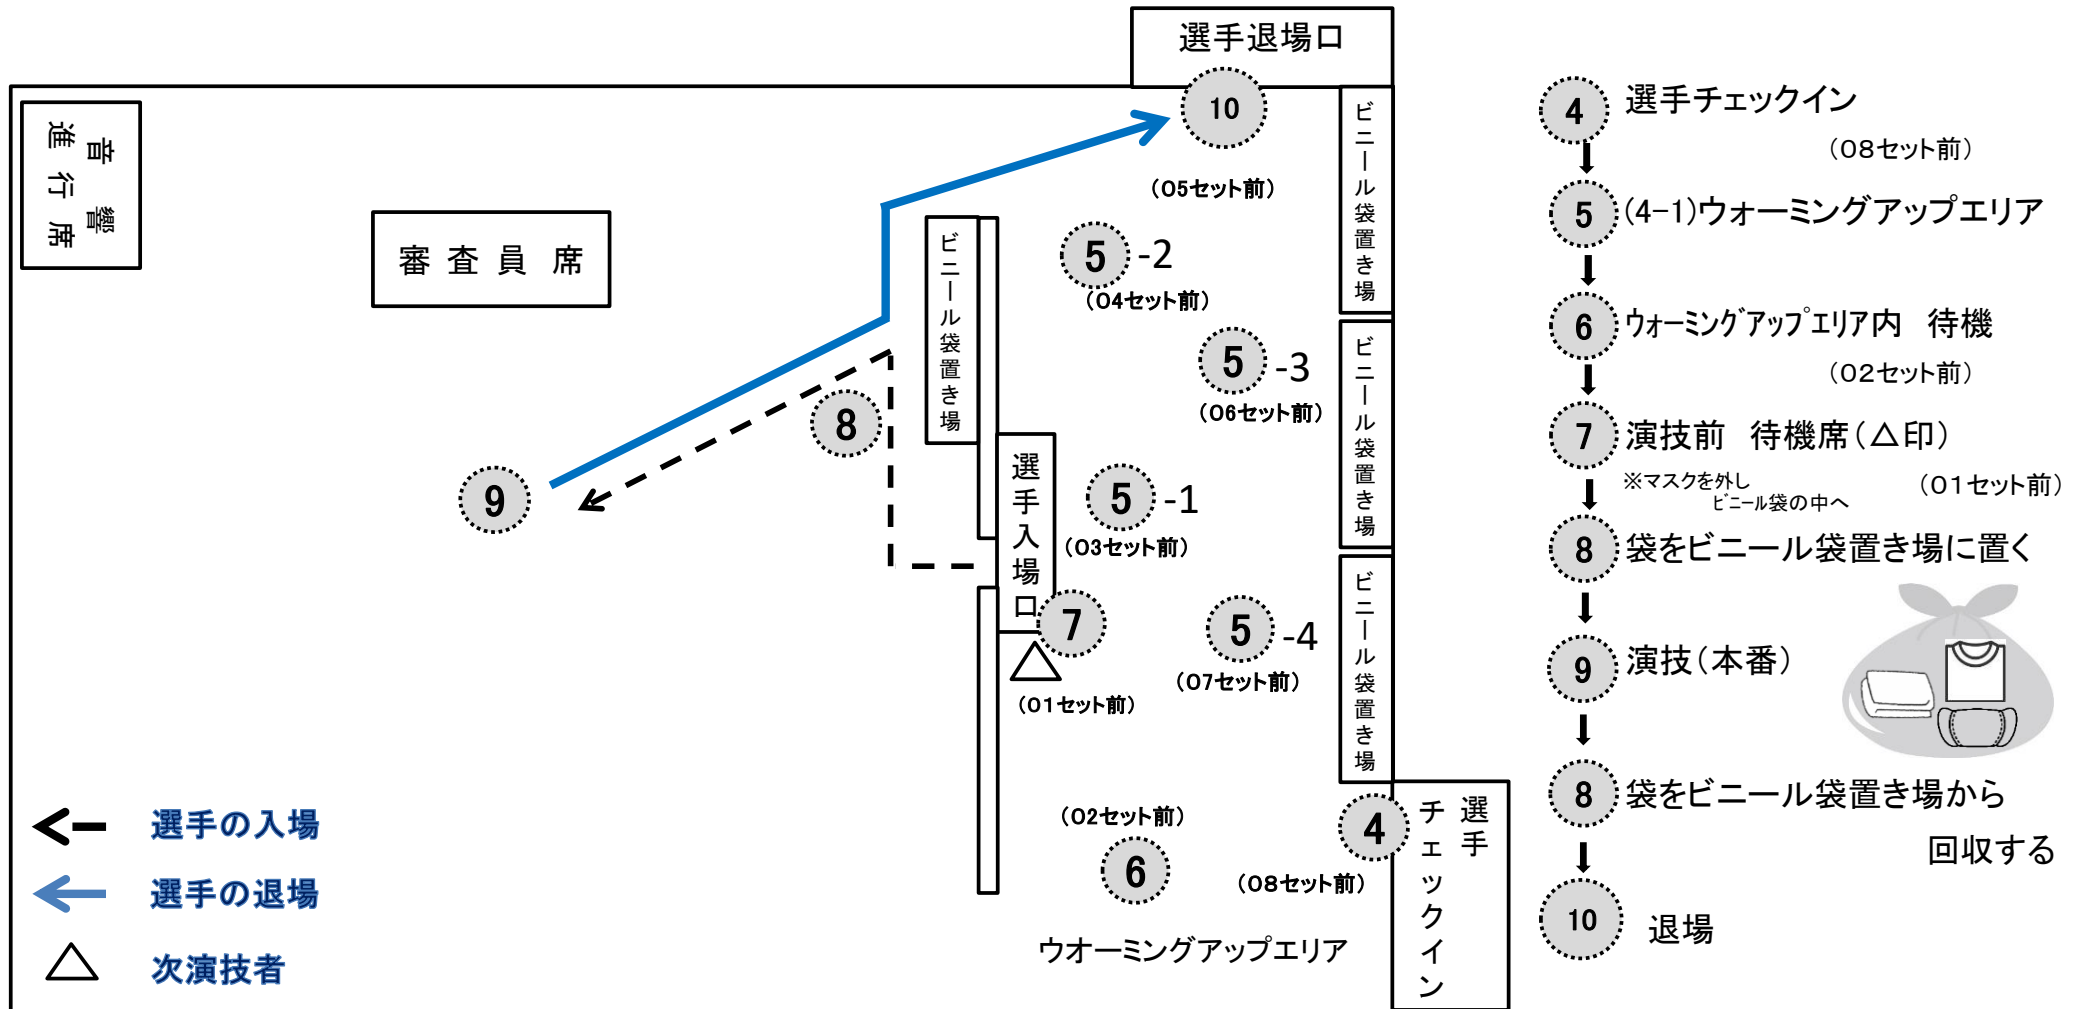 選手退場口
10
(05セット前)
音響
進行席
審査員 席
ビニール袋置き場
ビニール袋置き場
ビニール袋置き場
ビニール袋置き場
5-2
(04セット前)
5-3
(06セット前)
8
9
選手入場口
5-1
(03セット前)
7
(01セット前)
5-4
(07セット前)
(02セット前)
6
4
(08セット前)
選手
チェックイン
ウオーミングアップエリア
選手の入場
選手の退場
次演技者
4 選手チェックイン
(08セット前)
5 (4-1)ウォーミングアップエリア
6 ウォーミングアップエリア内 待機
(02セット前)
7 演技前 待機席(△印)
※マスクを外し
ビニール袋の中へ
(01セット前)
8 袋をビニール袋置き場に置く
9 演技(本番)
8 袋をビニール袋置き場から
回収する
10 退場